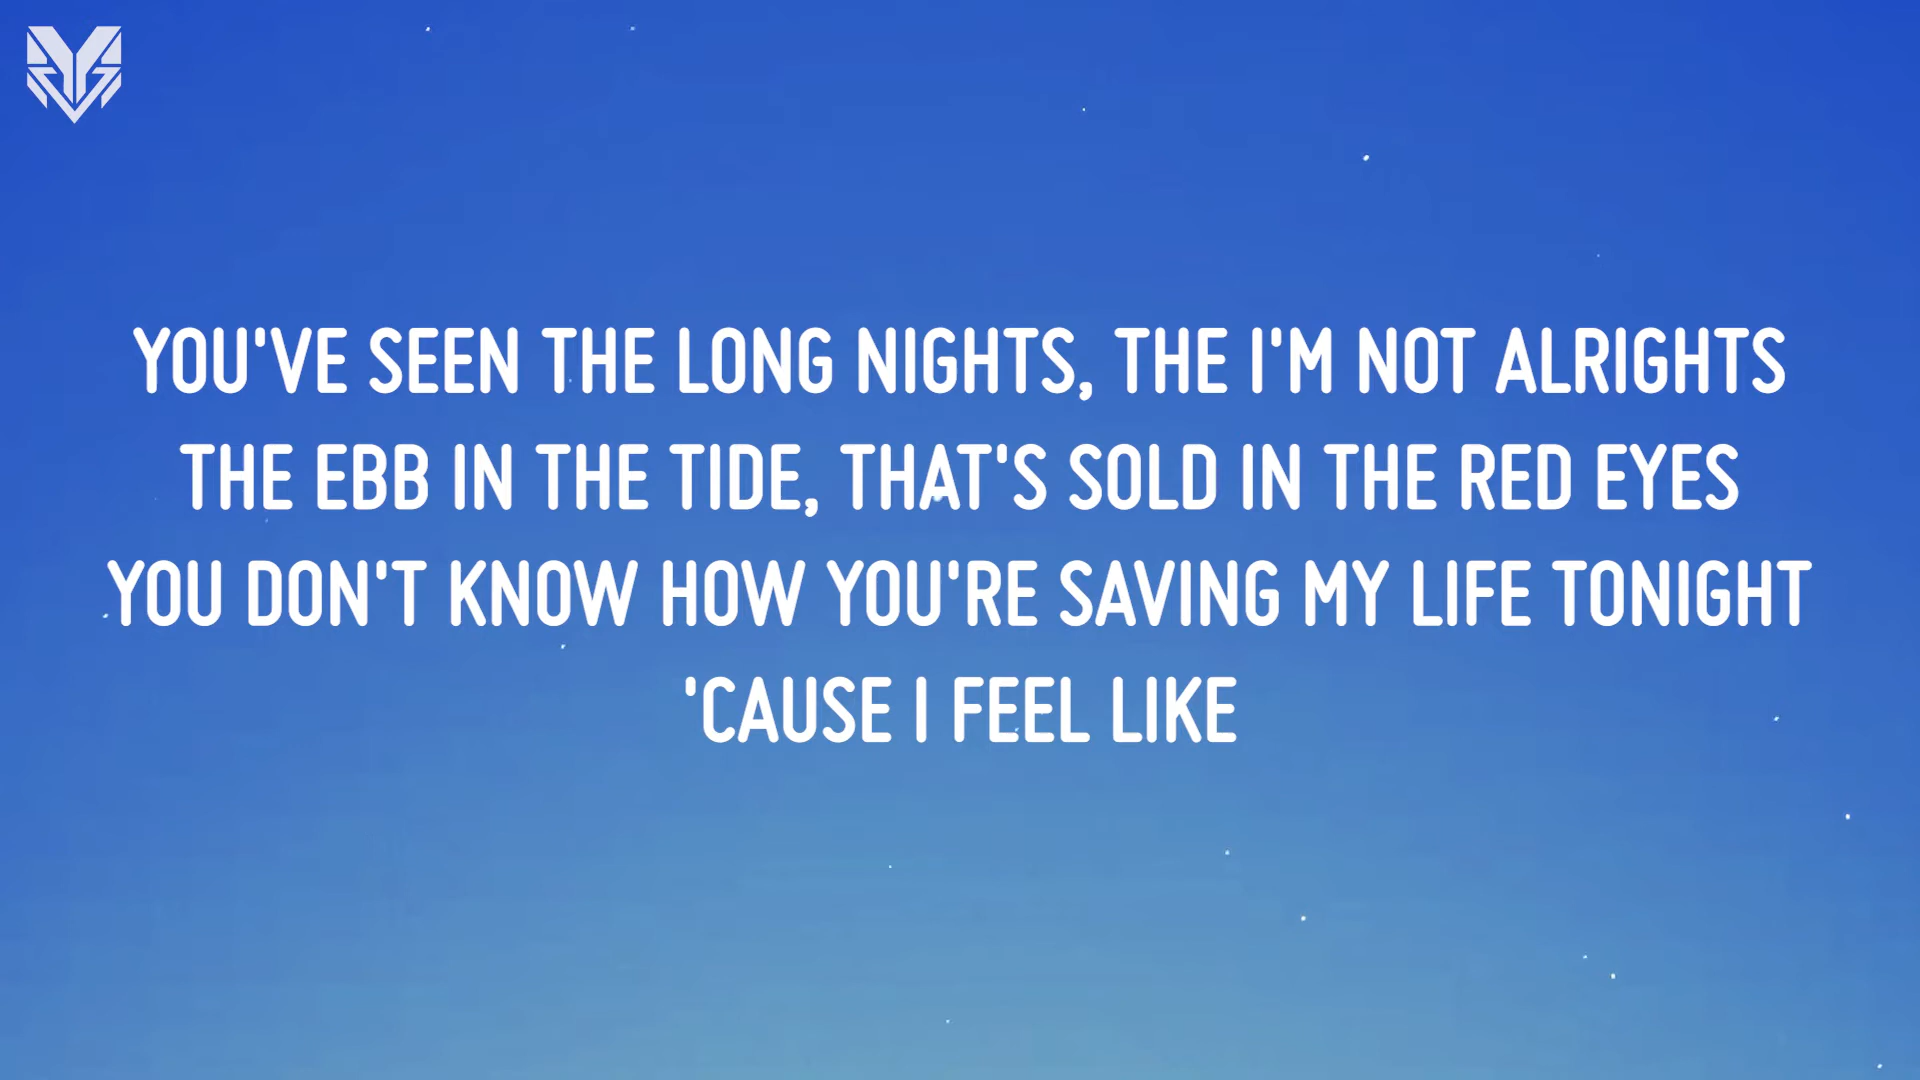 YOU'VE SEEN THE LONG NIGHTS, THE I'M NOT ALRIGHTS
THE EBB IN THE TIDE, THAT'S SOLD IN THE RED EYES
YOU DON'T KNOW HOW YOU'RE SAVING MY LIFE TONIGHT
'CAUSE I FEEL LIKE